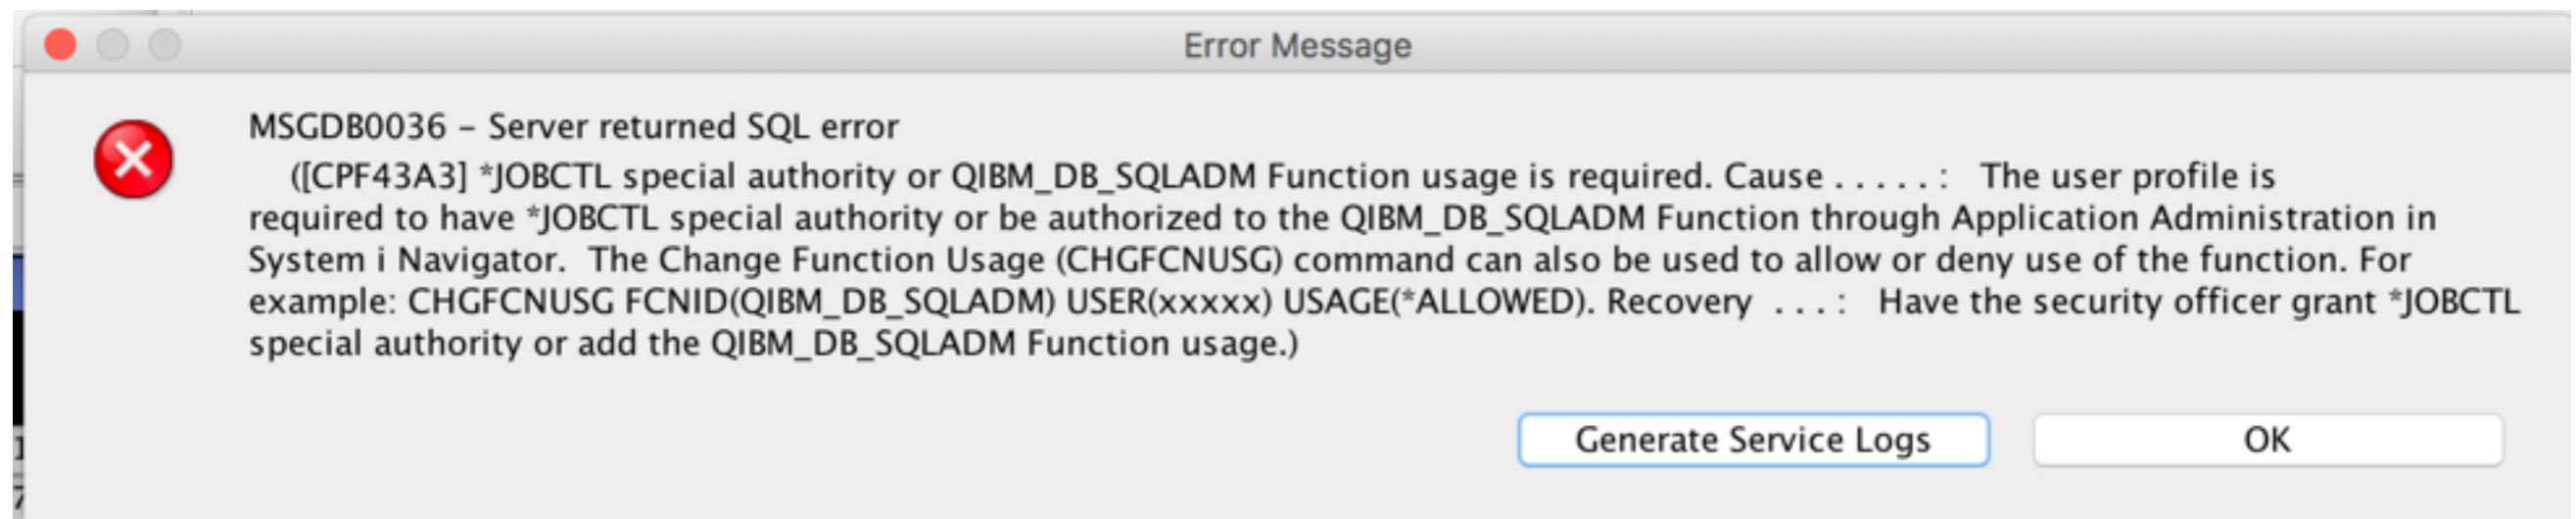 Error Message
MSGDB0036 – Server returned SQL error
([CPF43A3] *JOBCTL special authority or QIBM_DB_SQLADM Function usage is required. Cause . . . . . :   The user profile is
required to have *JOBCTL special authority or be authorized to the QIBM_DB_SQLADM Function through Application Administration in
System i Navigator.  The Change Function Usage (CHGFCNUSG) command can also be used to allow or deny use of the function. For
example: CHGFCNUSG FCNID(QIBM_DB_SQLADM) USER(xxxxx) USAGE(*ALLOWED). Recovery  . . . :   Have the security officer grant *JOBCTL
special authority or add the QIBM_DB_SQLADM Function usage.)
Generate Service Logs
OK